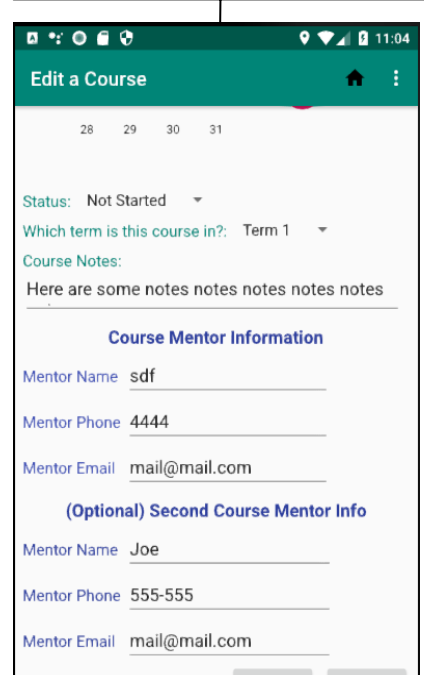 11:04
Edit a Course
28 29 30 31
Status: Not Started
Which term is this course in?: Term 1
Course Notes:
Here are some notes notes notes notes notes
Course Mentor Information
Mentor Name sdf
Mentor Phone 4444
Mentor Email mail@mail.com
(Optional) Second Course Mentor Info
Mentor Name Joe
Mentor Phone 555-555
Mentor Email mail@mail.com